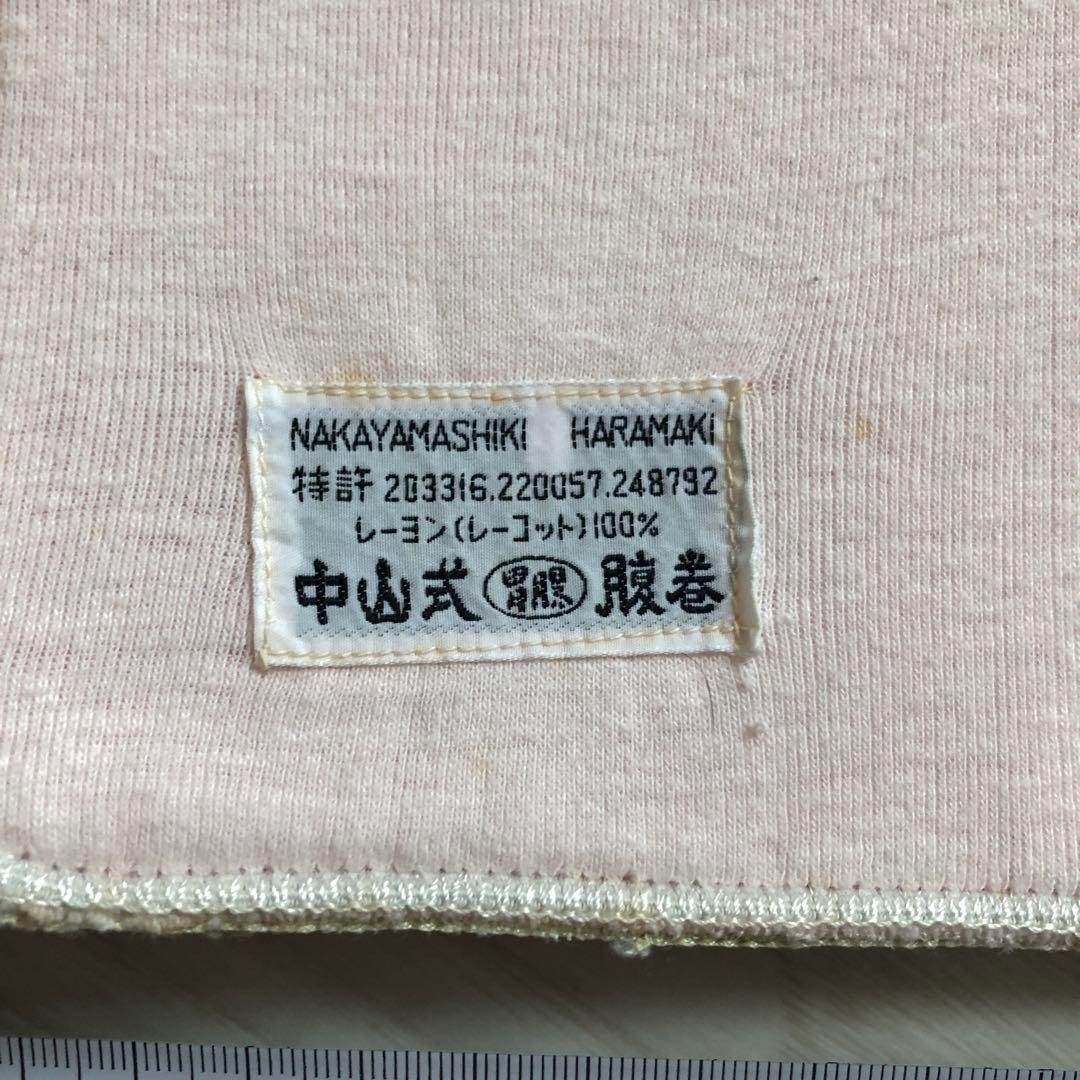 NAKAYAMASHIKI HARAMAKI
特許 203316.220057.248792
レーヨン(レーコット)100%
中山式 胃腸 腹巻